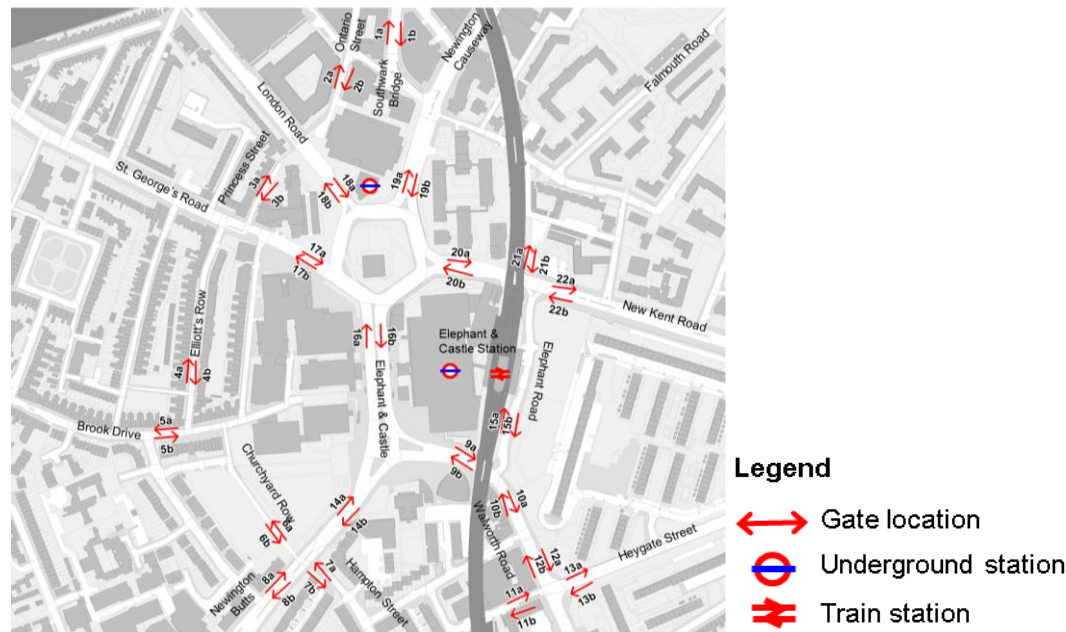 Ontario
Street
1a
1b
Newington
Causeway
2a
2b
Southwark
Bridge
Falmouth Road
London Road
Princess Street
3a
3b
St. George's Road
18a
18b
19a
19b
17a
17b
20a
20b
21a
21b
22a
22b
New Kent Road
Elliott's Row
4a
4b
16a
16b
Elephant & Castle
Elephant &
Castle Station
Elephant Road
15a
15b
Brook Drive
5a
5b
9a
9b
Churchyard Row
6a
6b
14a
14b
10a
10b
Walworth Road
12a
12b
13a
13b
Heygate Street
11a
11b
Newington
Butts
8a
8b
7a
7b
Hampton Street
Legend
Gate location
Underground station
Train station